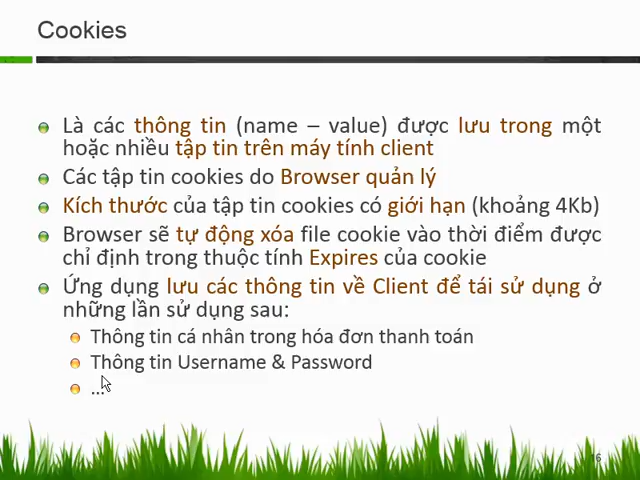 Cookies
Là các thông tin (name – value) được lưu trong một
hoặc nhiều tập tin trên máy tính client
Các tập tin cookies do Browser quản lý
Kích thước của tập tin cookies có giới hạn (khoảng 4Kb)
Browser sẽ tự động xóa file cookie vào thời điểm được
chỉ định trong thuộc tính Expires của cookie
Ứng dụng lưu các thông tin về Client để tái sử dụng ở
những lần sử dụng sau:
Thông tin cá nhân trong hóa đơn thanh toán
Thông tin Username & Password
...